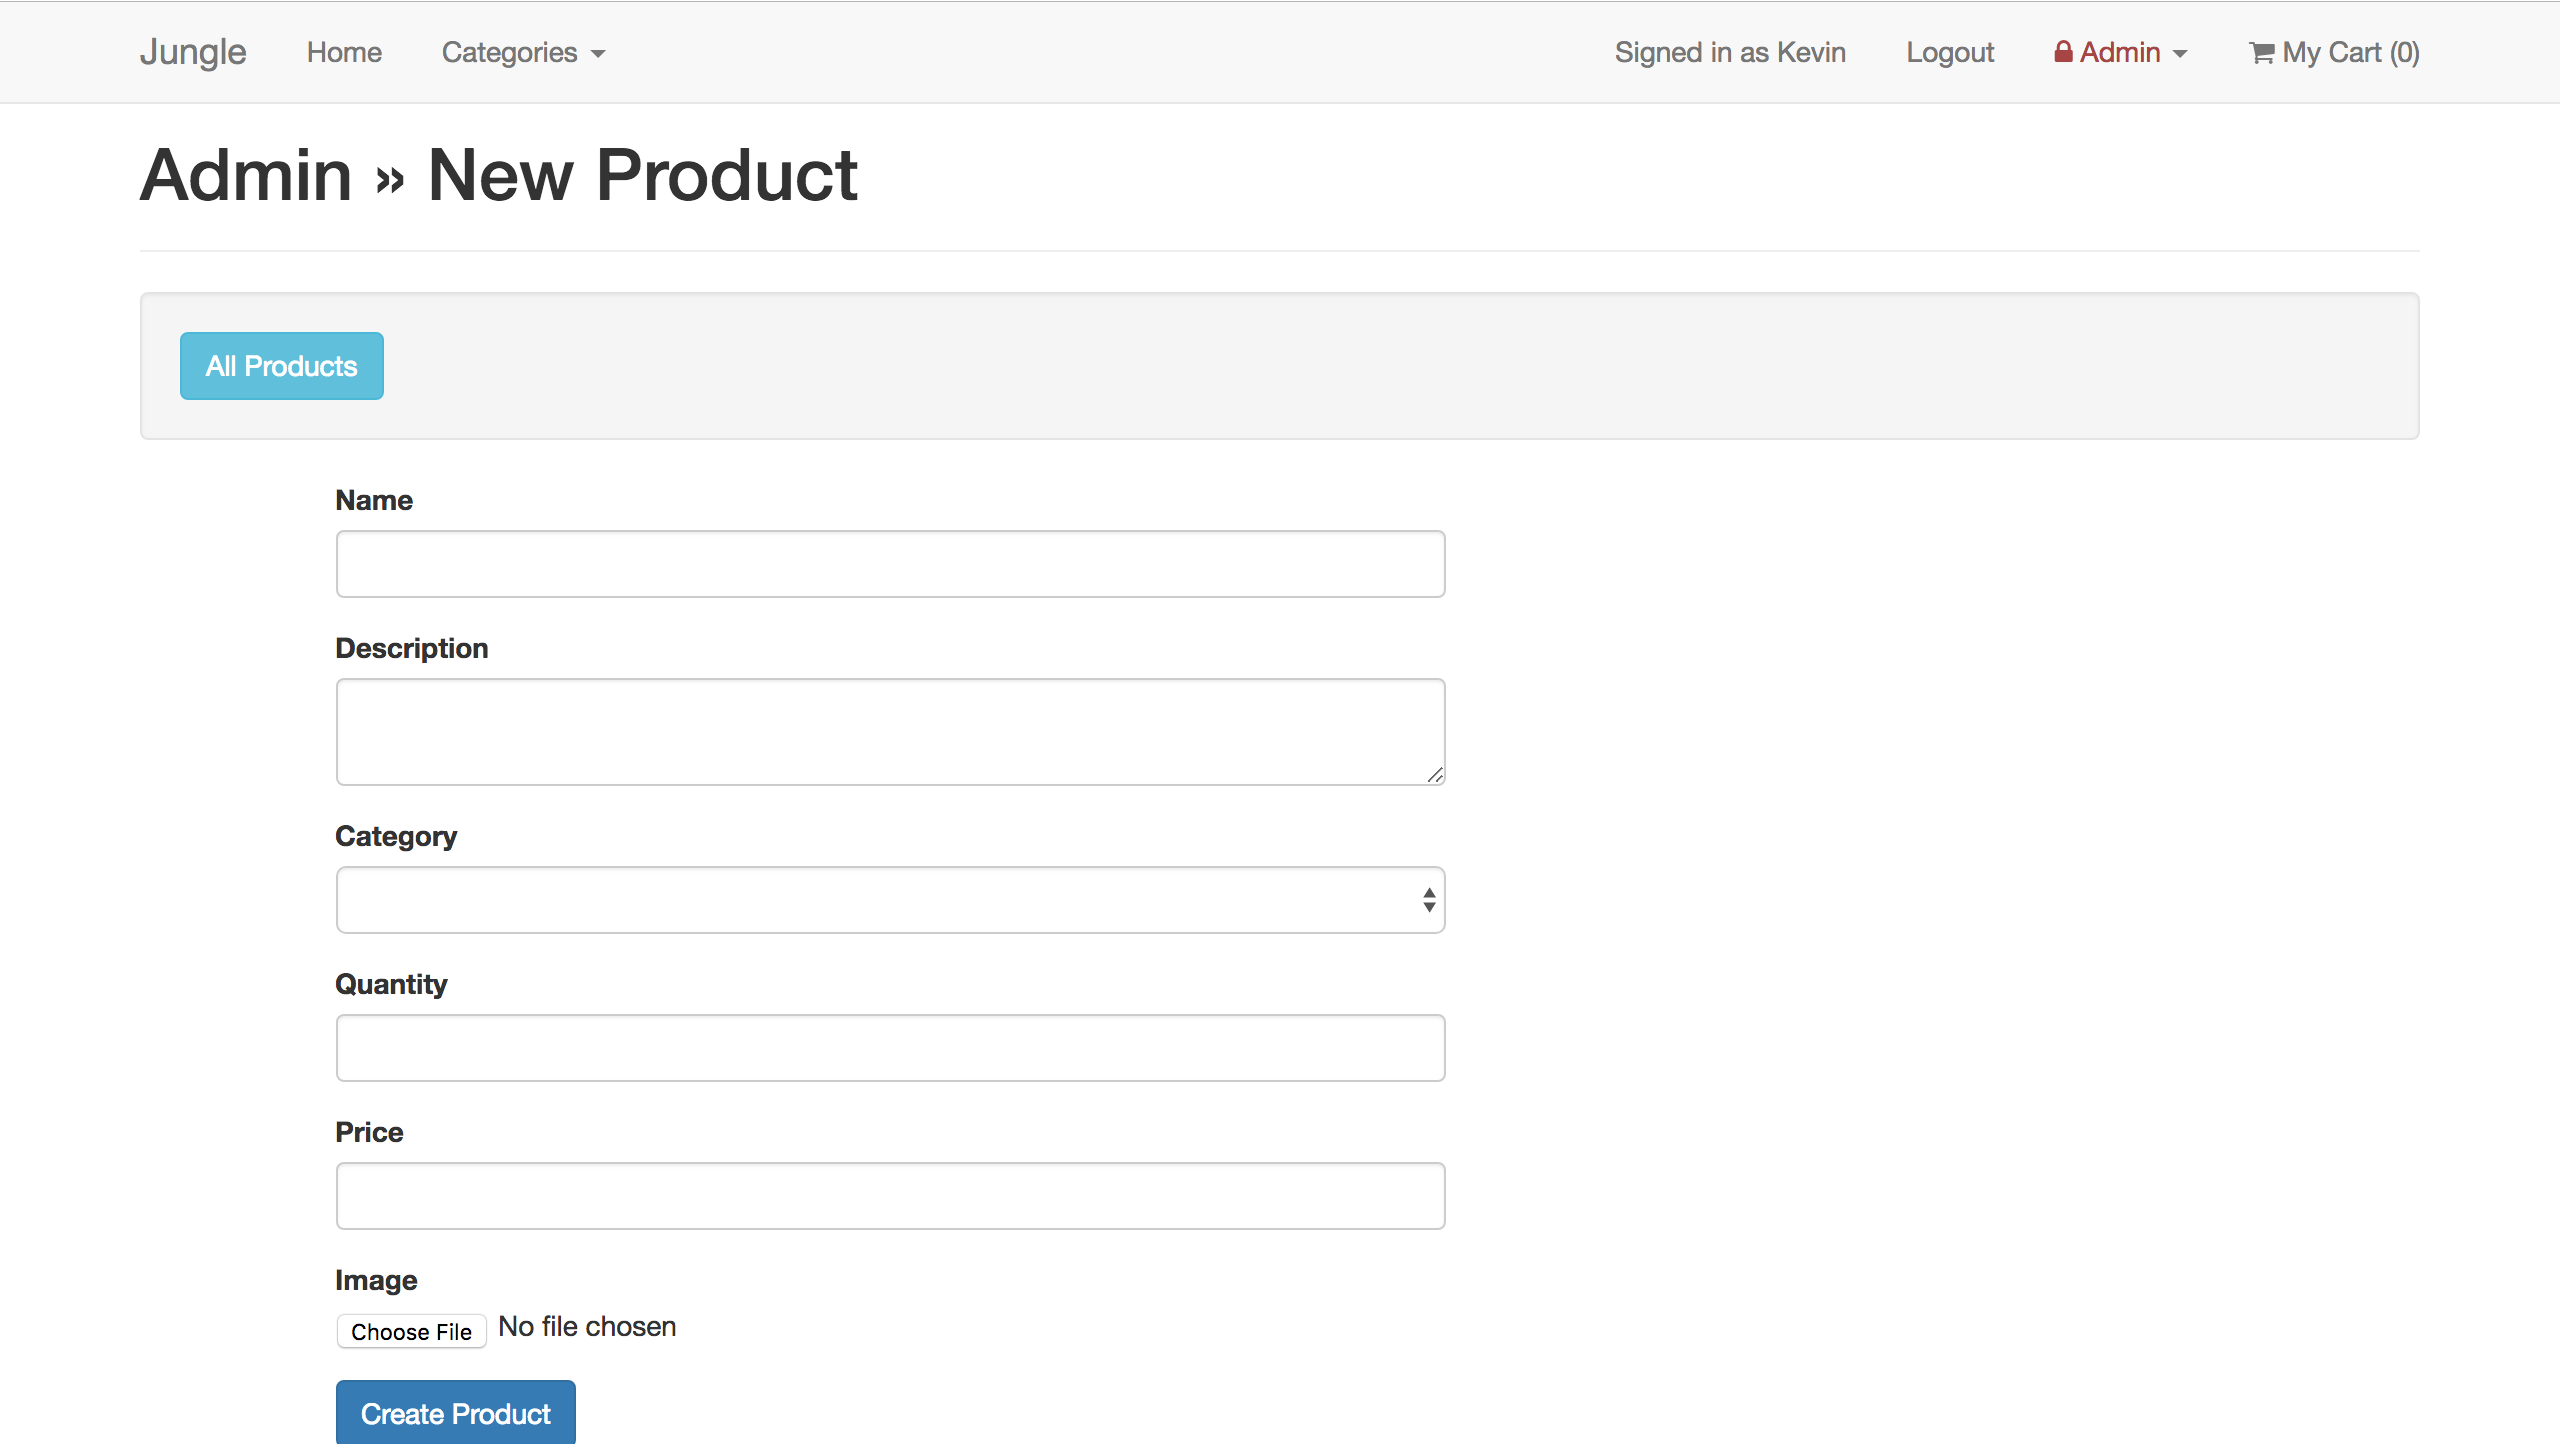 Jungle Home Categories Signed in as Kevin Logout Admin My Cart (0)
Admin » New Product
All Products
Name
Description
Category
Quantity
Price
Image
Choose File No file chosen
Create Product